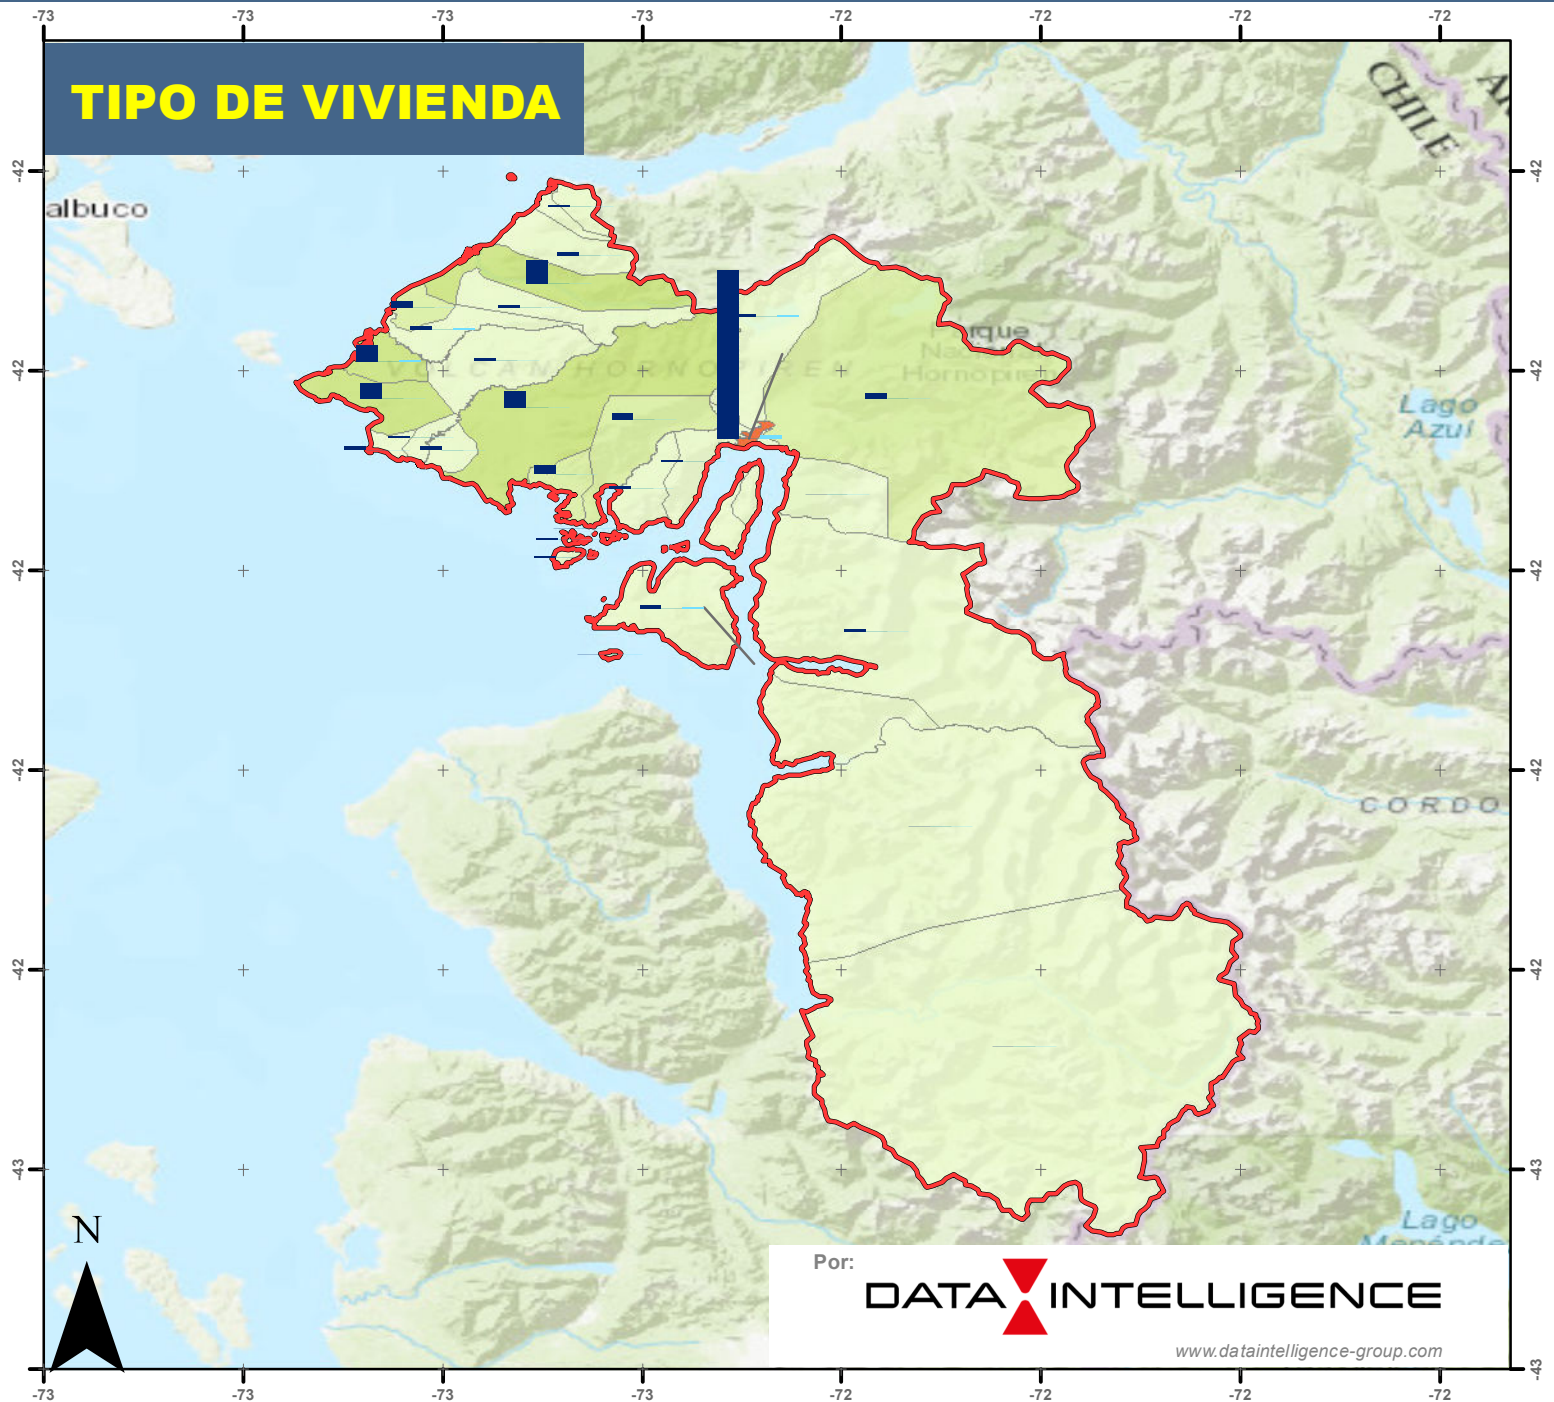 -73 -73 -73 -73 -72 -72 -72 -72
TIPO DE VIVIENDA
CHILE
-42 -42
albuco
rque
Hornopiren
-42 -42
VOLCAN HORNOPIREN
Lago
Azul
-42 -42
-42 -42
CORDO
-42 -42
-43 -43
Lago
N
Por:
DATA INTELLIGENCE
www.dataintelligence-group.com
-43
-73 -73 -73 -73 -72 -72 -72 -72